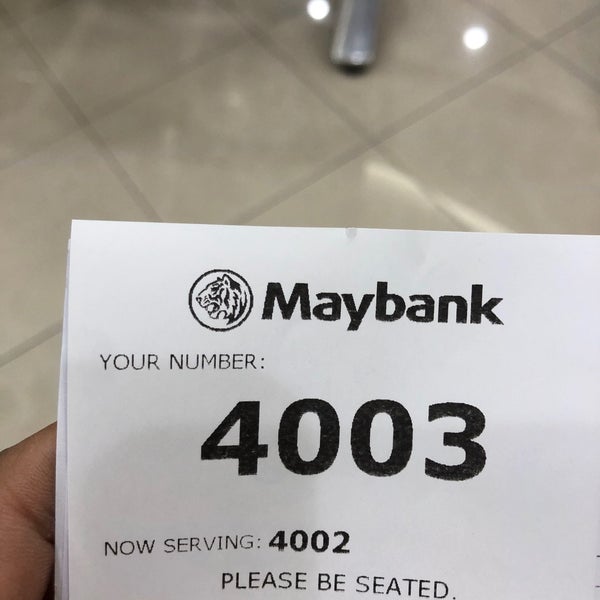 Maybank
YOUR NUMBER:
4003
NOW SERVING: 4002
PLEASE BE SEATED.